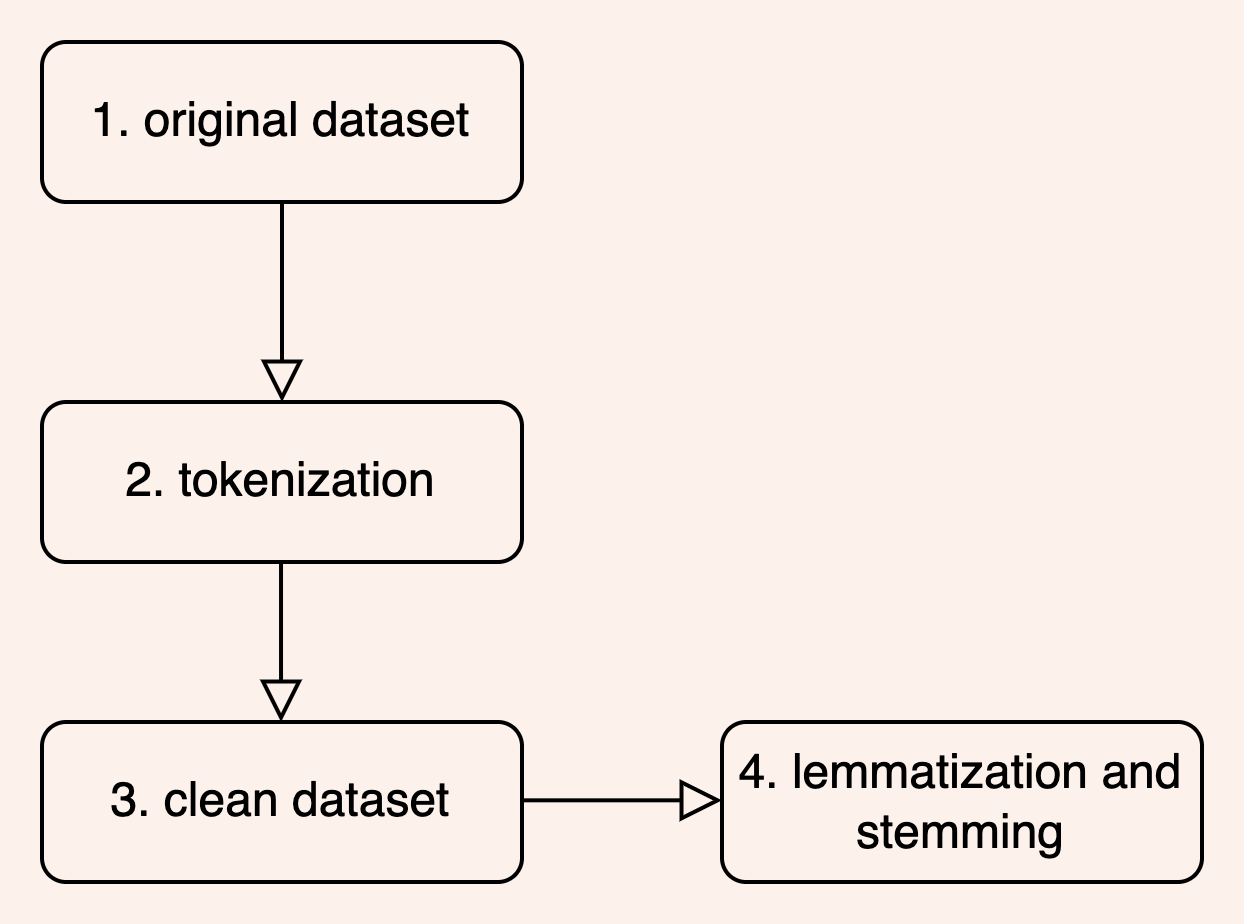 1. original dataset
2. tokenization
3. clean dataset
4. lemmatization and
stemming